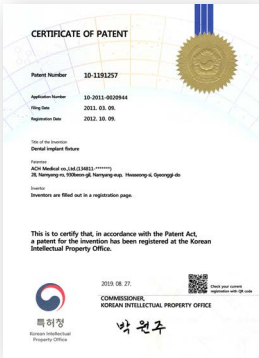 CERTIFICATE OF PATENT
Patent Number 10-1191257
Application Number 10-2011-0020944
Filing Date 2011. 03. 09.
Registration Date 2012. 10. 09.
Title of the Invention
Dental implant fixture
Patentee
ACH Medical co.,Ltd.(134811-*******)
28, Namyang-ro, 930beon-gil, Namyang-eup, Hwaseong-si, Gyeonggi-do
Inventor
Inventors are filled out in a registration page.
This is to certify that, in accordance with the Patent Act,
a patent for the invention has been registered at the Korean
Intellectual Property Office.
2019. 08. 27.
Check your current
registration with QR code
COMMISSIONER,
KOREAN INTELLECTUAL PROPERTY OFFICE
특허청
Korean Intellectual
Property Office
박원주